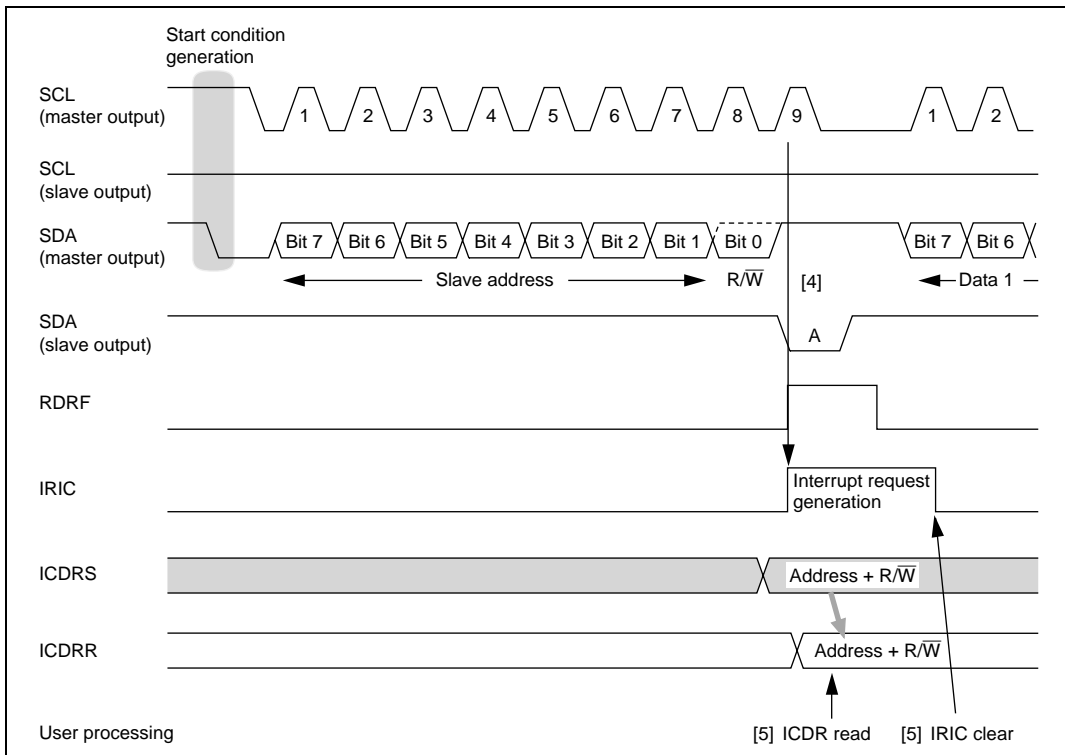 Start condition
generation
SCL
(master output)
1 2 3 4 5 6 7 8 9 1 2
SCL
(slave output)
SDA
(master output)
Bit 7 Bit 6 Bit 5 Bit 4 Bit 3 Bit 2 Bit 1 Bit 0 Bit 7 Bit 6
Slave address R/W̅ [4] Data 1
SDA
(slave output)
A
RDRF
IRIC
Interrupt request
generation
ICDRS
Address + R/W̅
ICDRR
Address + R/W̅
User processing
[5] ICDR read
[5] IRIC clear